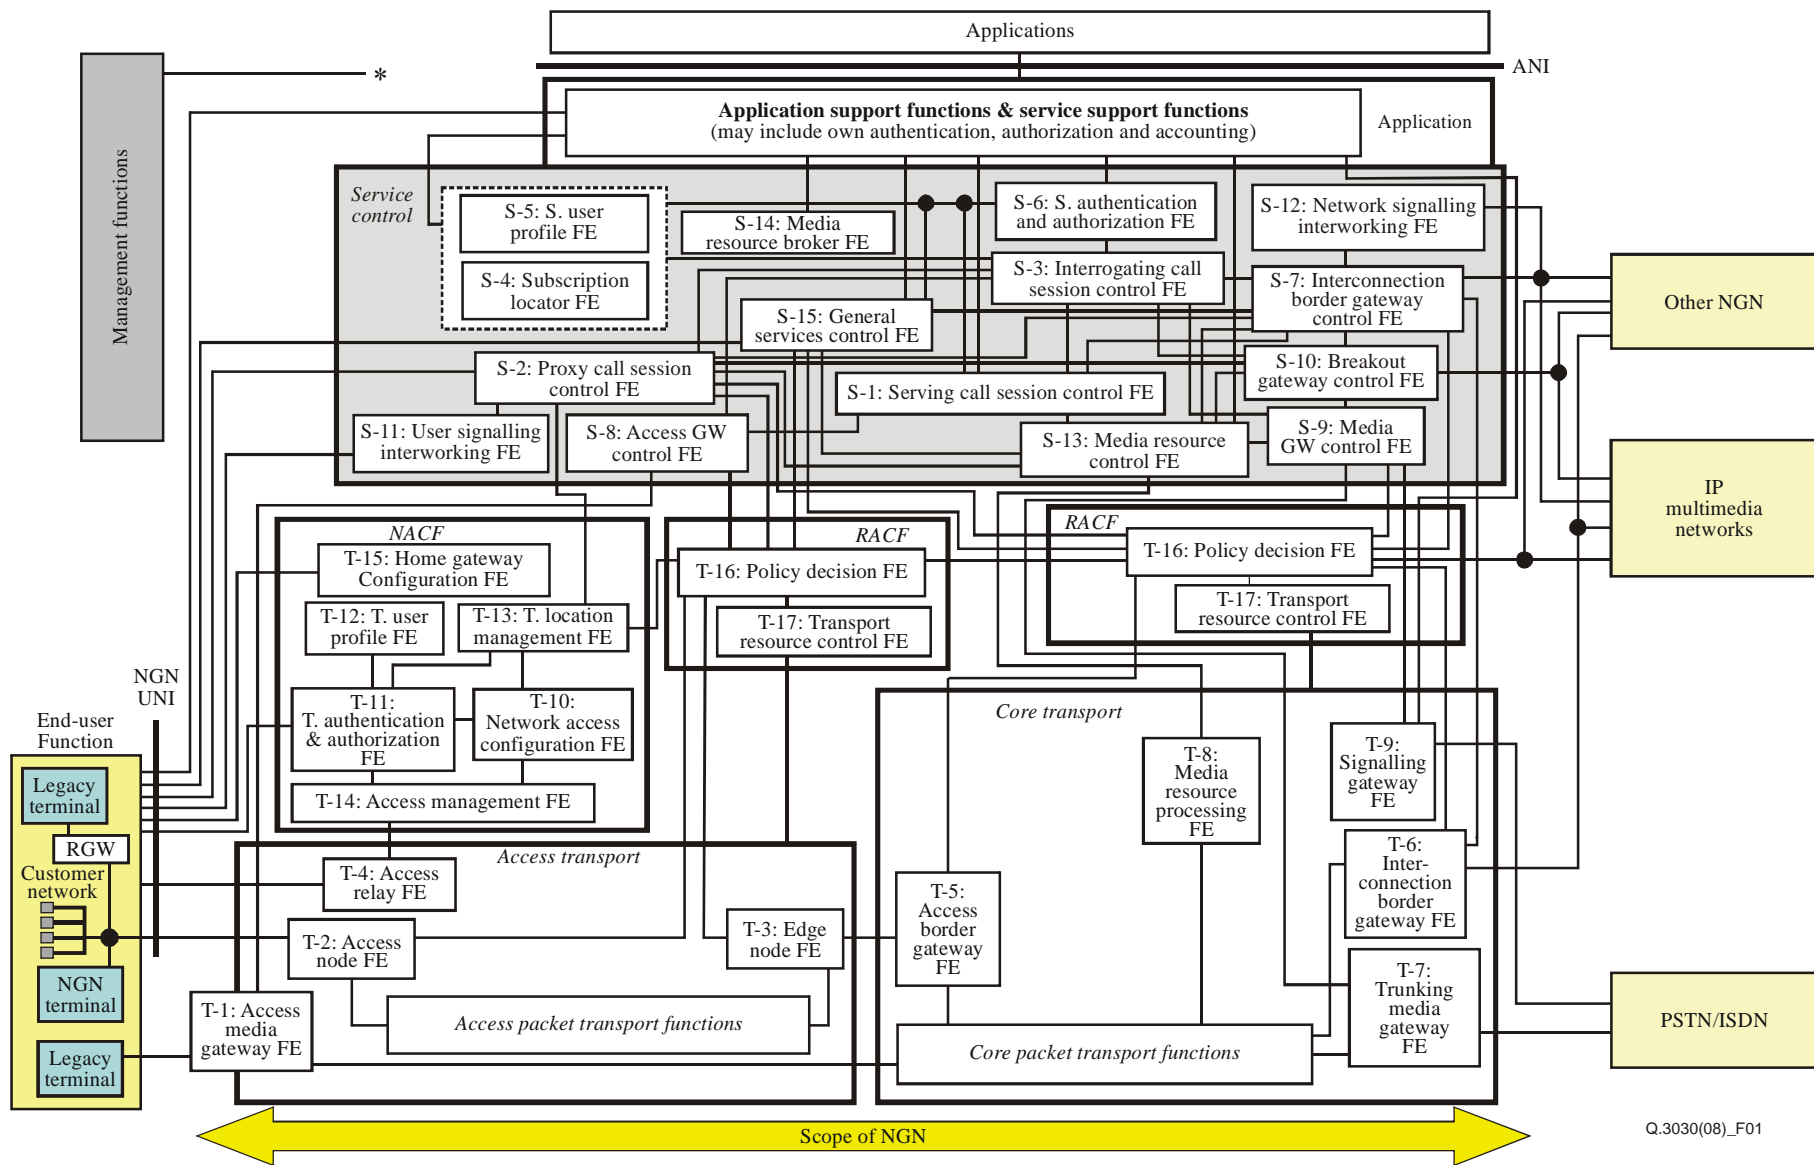 Applications
*
ANI
Management functions
Application support functions & service support functions
(may include own authentication, authorization and accounting)
Application
Service
control
S-5: S. user
profile FE
S-4: Subscription
locator FE
S-14: Media
resource broker FE
S-6: S. authentication
and authorization FE
S-12: Network signalling
interworking FE
S-3: Interrogating call
session control FE
S-7: Interconnection
border gateway
control FE
S-15: General
services control FE
S-2: Proxy call session
control FE
S-1: Serving call session control FE
S-10: Breakout
gateway control FE
S-11: User signalling
interworking FE
S-8: Access GW
control FE
S-13: Media resource
control FE
S-9: Media
GW control FE
Other NGN
IP
multimedia
networks
NACF
T-15: Home gateway
Configuration FE
T-12: T. user
profile FE
T-13: T. location
management FE
T-11:
T. authentication
& authorization
FE
T-10:
Network access
configuration FE
T-14: Access management FE
RACF
T-16: Policy decision FE
T-17: Transport
resource control FE
RACF
T-16: Policy decision FE
T-17: Transport
resource control FE
NGN
UNI
End-user
Function
Legacy
terminal
RGW
Customer
network
NGN
terminal
Legacy
terminal
Access transport
T-4: Access
relay FE
T-2: Access
node FE
T-3: Edge
node FE
T-1: Access
media
gateway FE
Access packet transport functions
Core transport
T-5:
Access
border
gateway
FE
T-8:
Media
resource
processing
FE
T-9:
Signalling
gateway
FE
T-6:
Inter-
connection
border
gateway FE
T-7:
Trunking
media
gateway
FE
Core packet transport functions
PSTN/ISDN
Scope of NGN
Q.3030(08)_F01